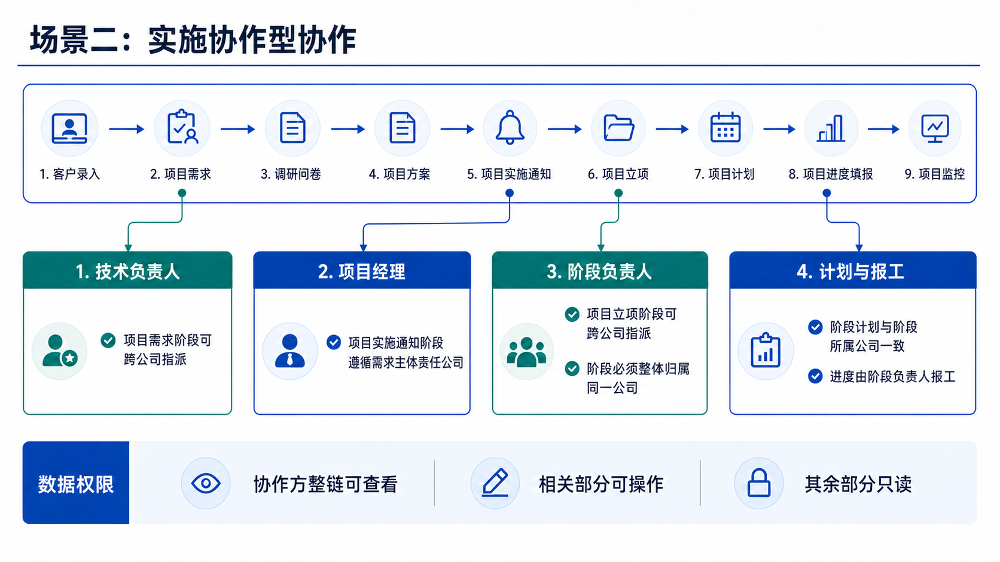 场景二：实施协作型协作
1. 客户录入
2. 项目需求
3. 调研问卷
4. 项目方案
5. 项目实施通知
6. 项目立项
7. 项目计划
8. 项目进度填报
9. 项目监控
1. 技术负责人
项目需求阶段可
跨公司指派
2. 项目经理
项目实施通知阶段
遵循需求主体责任公司
3. 阶段负责人
项目立项阶段可
跨公司指派
阶段必须整体归属
同一公司
4. 计划与报工
阶段计划与阶段
所属公司一致
进度由阶段负责人报工
数据权限
协作方整链可查看
相关部分可操作
其余部分只读